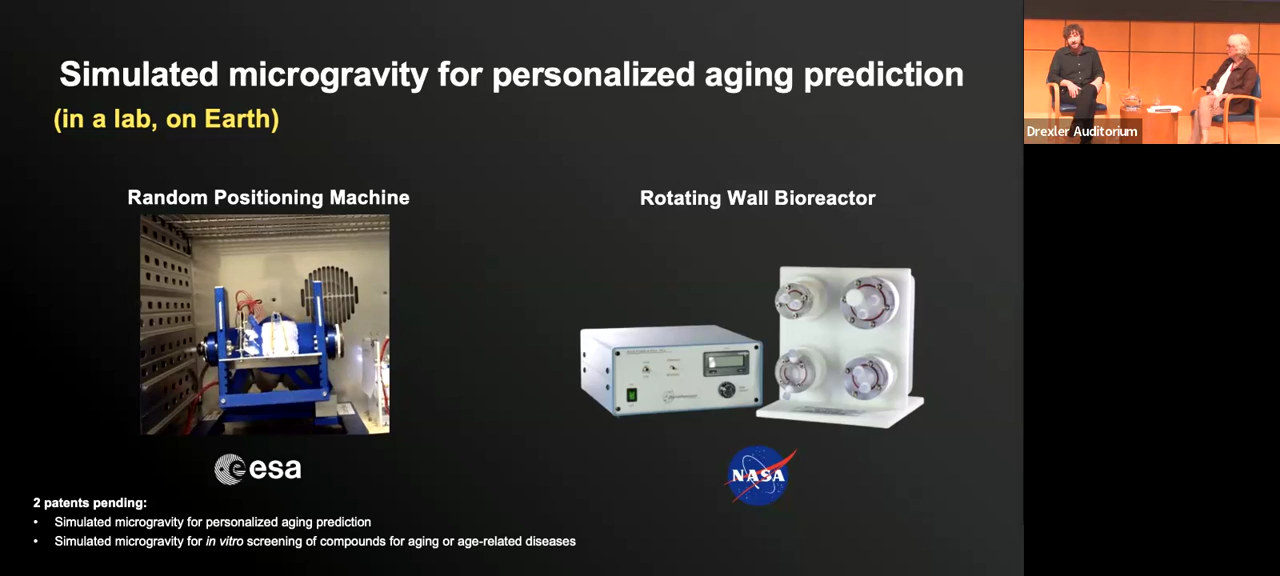 Simulated microgravity for personalized aging prediction
(in a lab, on Earth)
Drexler Auditorium
Random Positioning Machine
Rotating Wall Bioreactor
esa
NASA
2 patents pending:
• Simulated microgravity for personalized aging prediction
• Simulated microgravity for in vitro screening of compounds for aging or age-related diseases